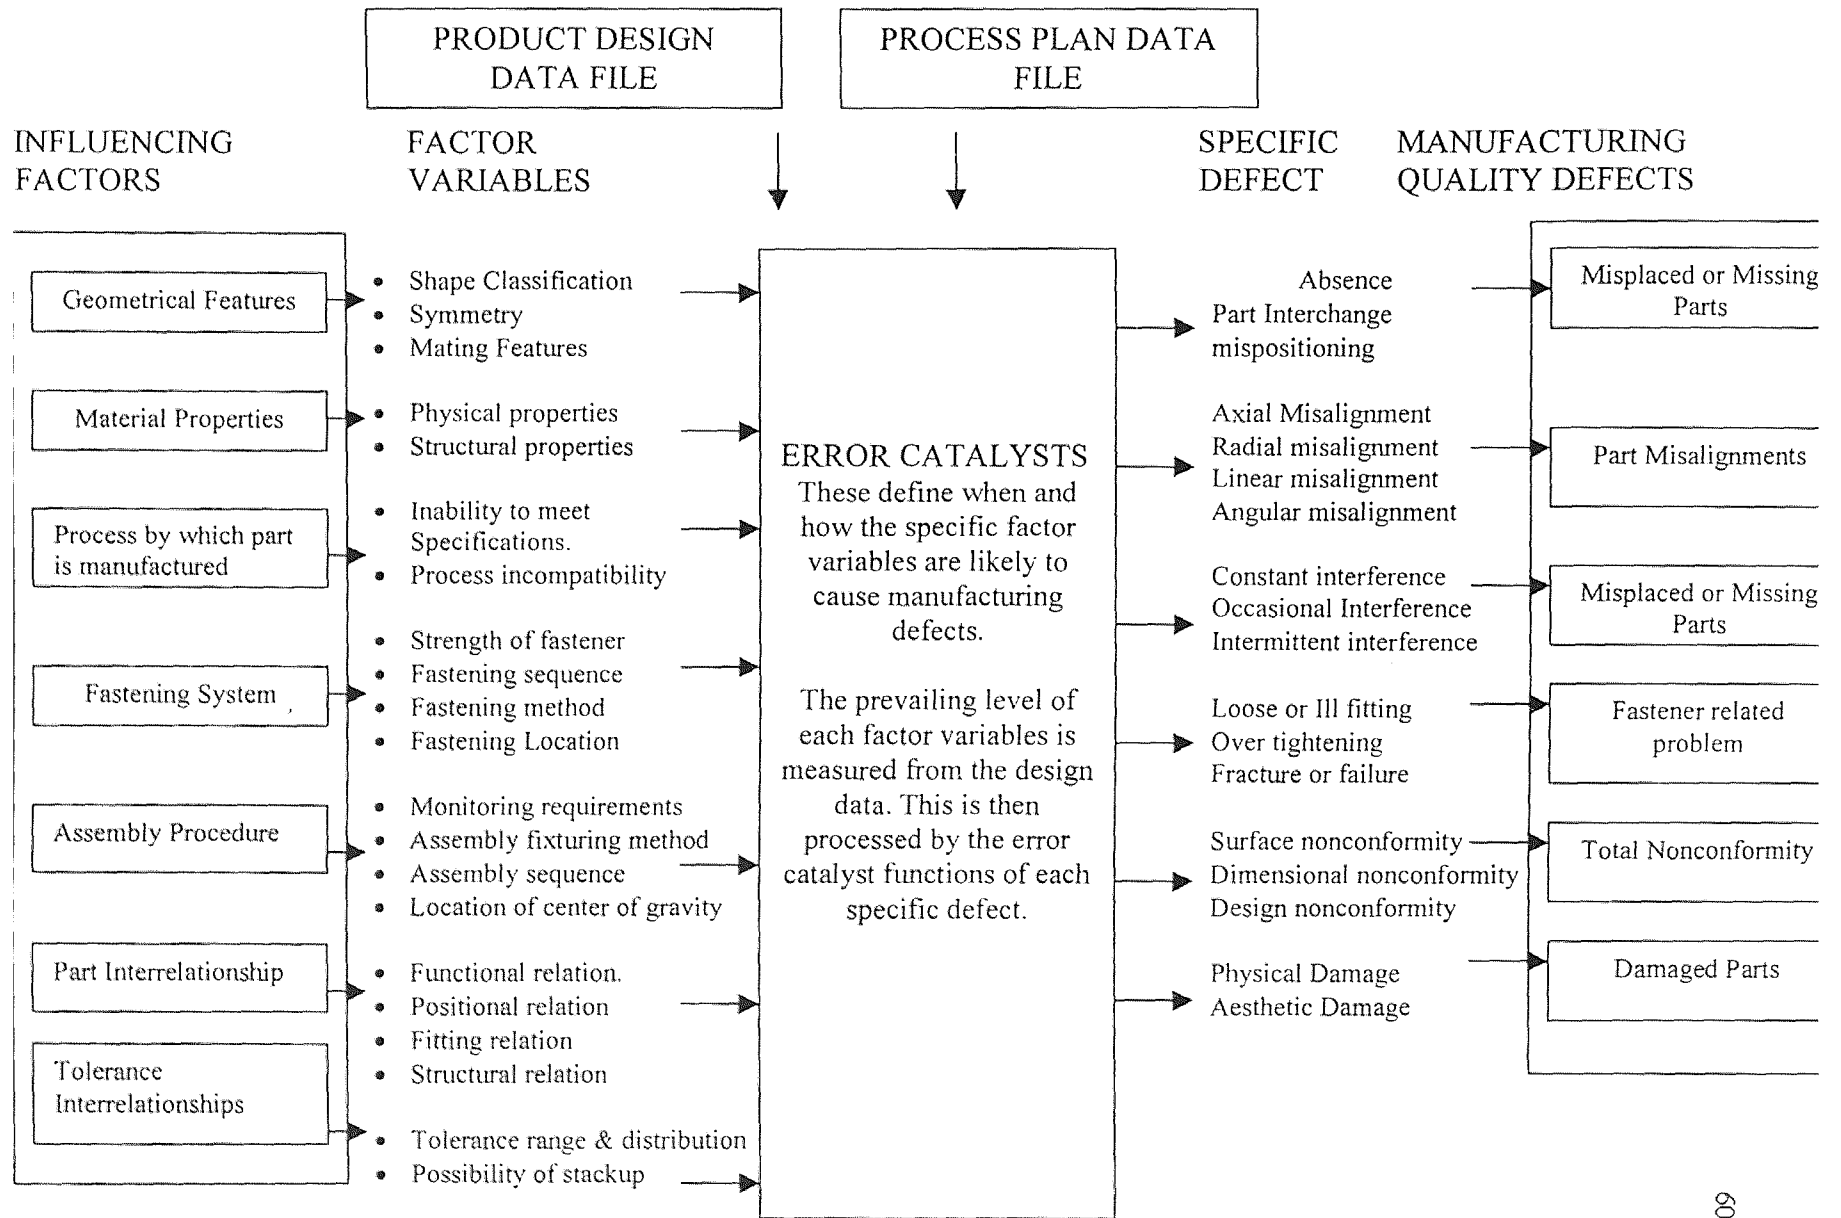 PRODUCT DESIGN
DATA FILE
PROCESS PLAN DATA
FILE
INFLUENCING
FACTORS
FACTOR
VARIABLES
SPECIFIC
DEFECT
MANUFACTURING
QUALITY DEFECTS
Geometrical Features
Material Properties
Process by which part
is manufactured
Fastening System
Assembly Procedure
Part Interrelationship
Tolerance
Interrelationships
• Shape Classification
• Symmetry
• Mating Features
• Physical properties
• Structural properties
• Inability to meet
Specifications.
• Process incompatibility
• Strength of fastener
• Fastening sequence
• Fastening method
• Fastening Location
• Monitoring requirements
• Assembly fixturing method
• Assembly sequence
• Location of center of gravity
• Functional relation.
• Positional relation
• Fitting relation
• Structural relation
• Tolerance range & distribution
• Possibility of stackup
ERROR CATALYSTS
These define when and
how the specific factor
variables are likely to
cause manufacturing
defects.
The prevailing level of
each factor variables is
measured from the design
data. This is then
processed by the error
catalyst functions of each
specific defect.
Absence
Part Interchange
mispositioning
Axial Misalignment
Radial misalignment
Linear misalignment
Angular misalignment
Constant interference
Occasional Interference
Intermittent interference
Loose or Ill fitting
Over tightening
Fracture or failure
Surface nonconformity
Dimensional nonconformity
Design nonconformity
Physical Damage
Aesthetic Damage
Misplaced or Missing
Parts
Part Misalignments
Misplaced or Missing
Parts
Fastener related
problem
Total Nonconformity
Damaged Parts
60